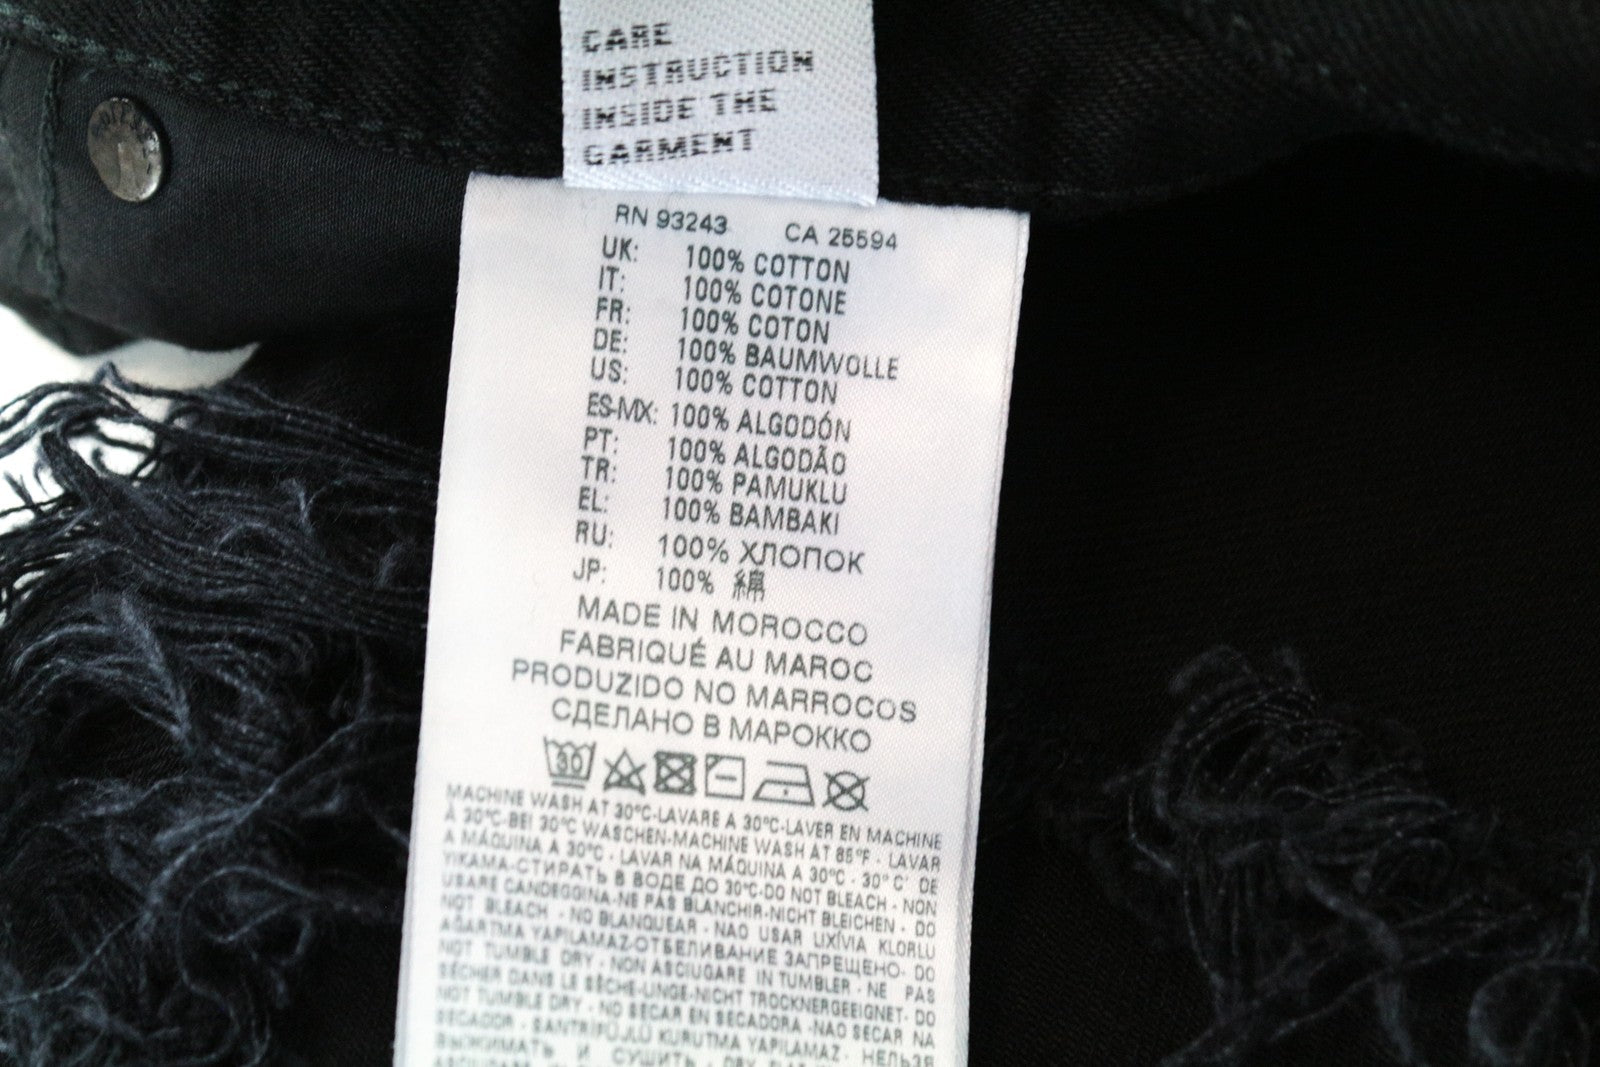 CARE
INSTRUCTION
INSIDE THE
GARMENT
RN 93243 CA 25594
UK: 100% COTTON
IT: 100% COTONE
FR: 100% COTON
DE: 100% BAUMWOLLE
US: 100% COTTON
ES-MX: 100% ALGODÓN
PT: 100% ALGODÃO
TR: 100% PAMUKLU
EL: 100% BAMBAKI
RU: 100% ХЛОПОК
JP: 100% 綿
MADE IN MOROCCO
FABRIQUÉ AU MAROC
PRODUZIDO NO MARROCOS
СДЕЛАНО В МАРОККО
30
MACHINE WASH AT 30°C-LAVARE A 30°C-LAVER EN MACHINE
À 30°C-BEI 30°C WASCHEN-MACHINE WASH AT 85°F - LAVAR
A MÁQUINA A 30°C - LAVAR NA MÁQUINA A 30°C - 30° C' DE
YIKAMA-СТИРАТЬ В ВОДЕ ДО 30°C-DO NOT BLEACH - NON
USARE CANDEGGINA-NE PAS BLANCHIR-NICHT BLEICHEN - DO
NOT BLEACH - NO BLANQUEAR - NAO USAR LIXÍVIA KLORLU
AGARTMA YAPILAMAZ-ОТБЕЛИВАНИЕ ЗАПРЕЩЕНО- DO
NOT TUMBLE DRY - NON ASCIUGARE IN TUMBLER - NE PAS
SÉCHER DANS LE SÈCHE-LINGE-NICHT TROCKNERGEEIGNET- DO
NOT TUMBLE DRY - NO SECAR EN SECADORA -NAO SECAR NA
SECADOR - SANTRİFÜJLÜ KURUTMA YAPILAMAZ - НЕЛЬЗЯ
ВЫЖИМАТЬ И СУШИТЬ - DRY FLAT